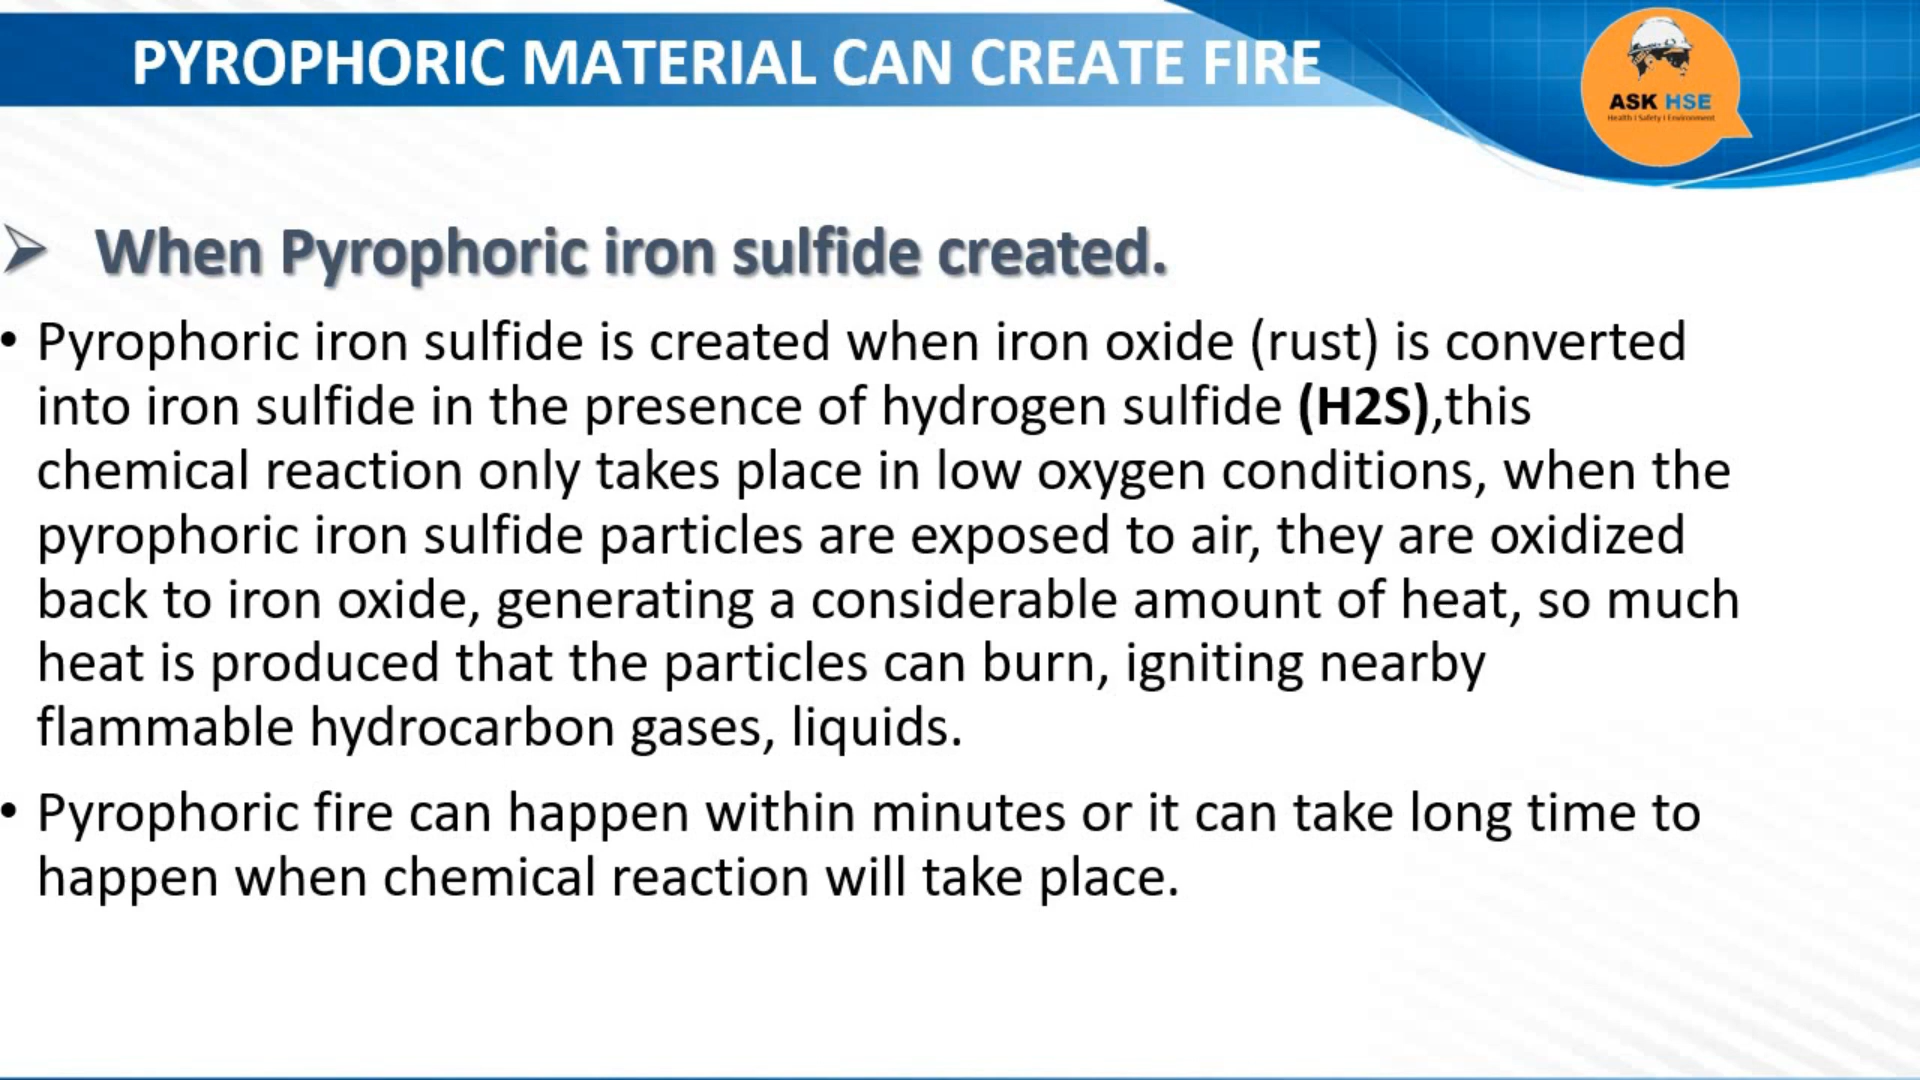 PYROPHORIC MATERIAL CAN CREATE FIRE
ASK HSE
Health I Safety I Environment
When Pyrophoric iron sulfide created.
• Pyrophoric iron sulfide is created when iron oxide (rust) is converted
into iron sulfide in the presence of hydrogen sulfide (H2S),this
chemical reaction only takes place in low oxygen conditions, when the
pyrophoric iron sulfide particles are exposed to air, they are oxidized
back to iron oxide, generating a considerable amount of heat, so much
heat is produced that the particles can burn, igniting nearby
flammable hydrocarbon gases, liquids.
• Pyrophoric fire can happen within minutes or it can take long time to
happen when chemical reaction will take place.